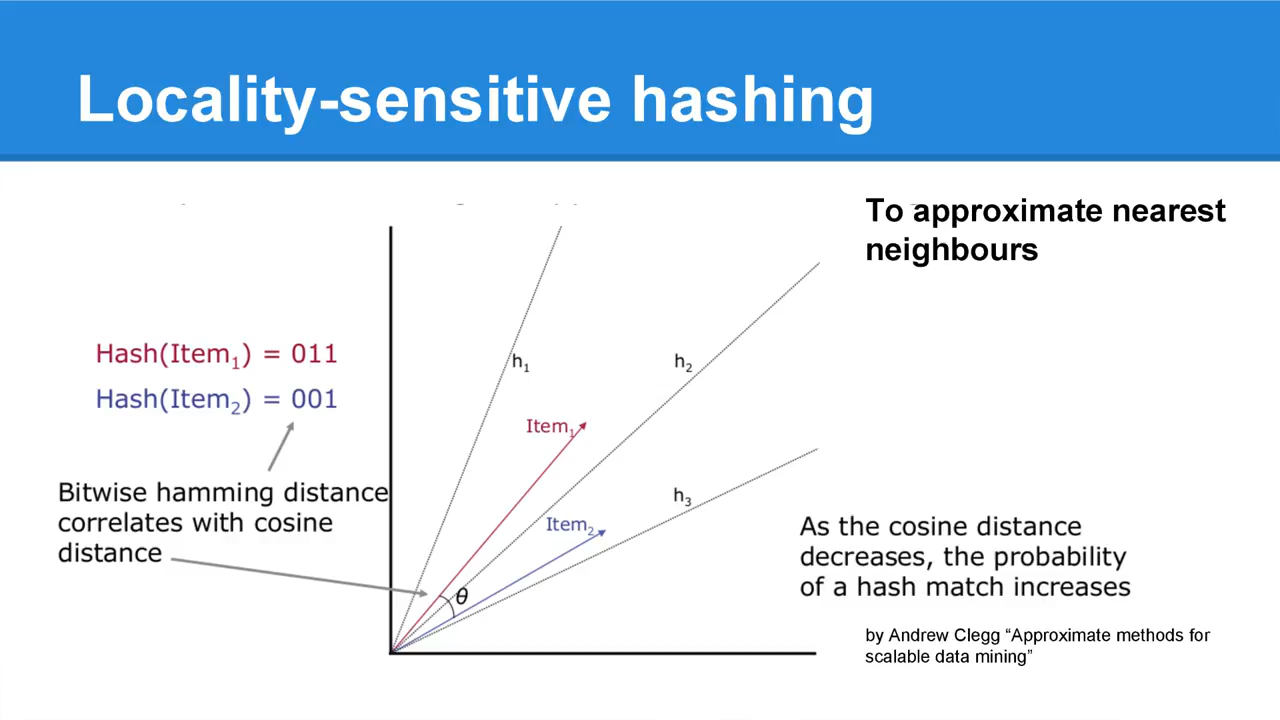 Locality-sensitive hashing
To approximate nearest
neighbours
Hash(Item₁) = 011
Hash(Item₂) = 001
Bitwise hamming distance
correlates with cosine
distance
h₁
h₂
Item₁
h₃
Item₂
θ
As the cosine distance
decreases, the probability
of a hash match increases
by Andrew Clegg “Approximate methods for
scalable data mining”